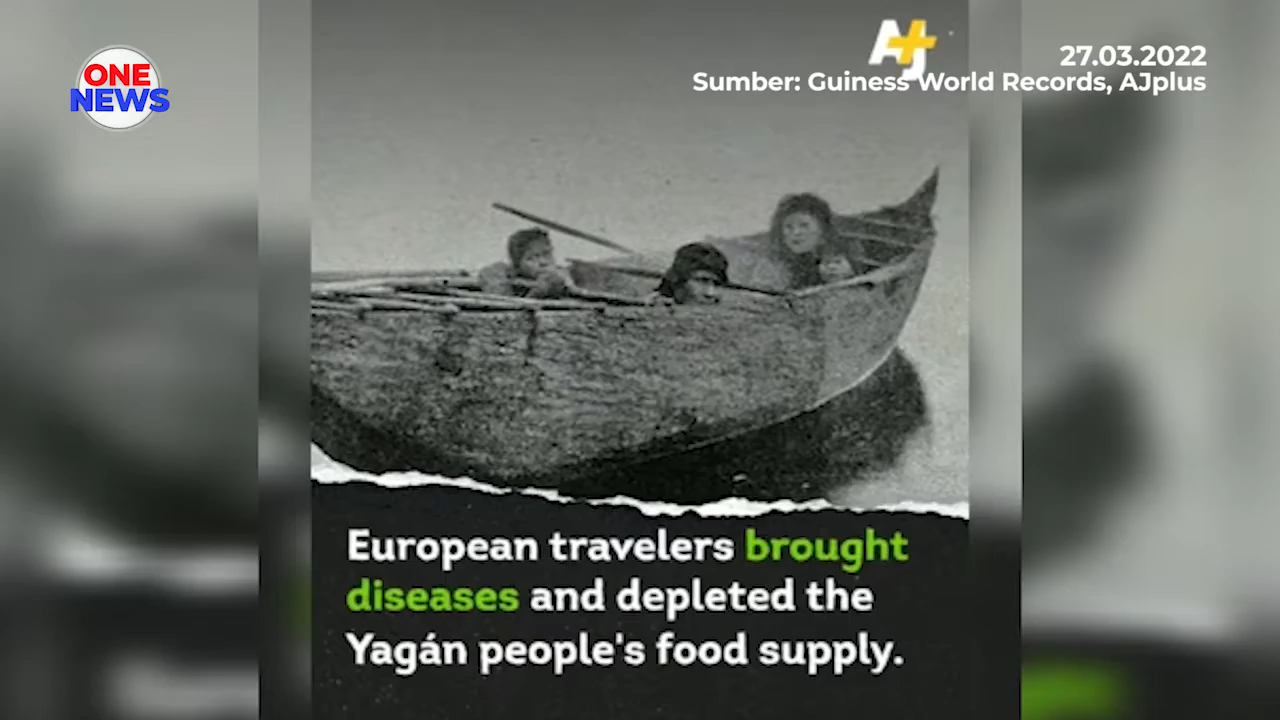 ONE
NEWS
AJ+
27.03.2022
Sumber: Guiness World Records, AJplus
European travelers brought
diseases and depleted the
Yagán people's food supply.